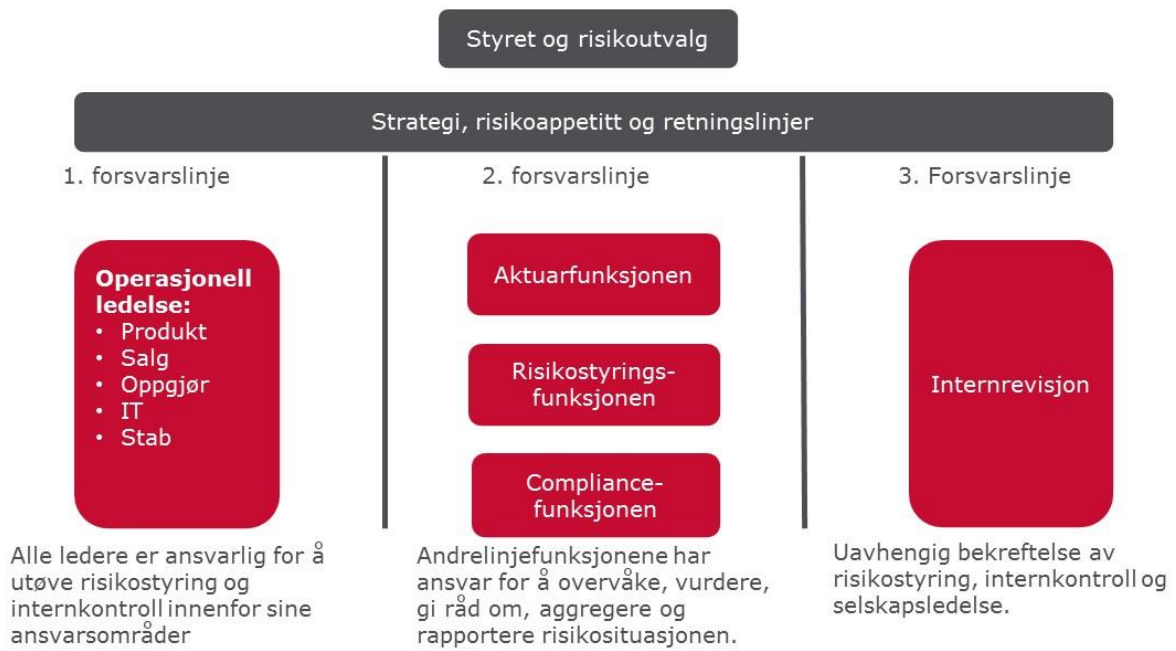 Styret og risikoutvalg
Strategi, risikoappetitt og retningslinjer
1. forsvarslinje
Operasjonell
ledelse:
• Produkt
• Salg
• Oppgjør
• IT
• Stab
Alle ledere er ansvarlig for å
utøve risikostyring og
internkontroll innenfor sine
ansvarsområder
2. forsvarslinje
Aktuarfunksjonen
Risikostyrings-
funksjonen
Compliance-
funksjonen
Andrelinjefunksjonene har
ansvar for å overvåke, vurdere,
gi råd om, aggregere og
rapportere risikosituasjonen.
3. Forsvarslinje
Internrevisjon
Uavhengig bekreftelse av
risikostyring, internkontroll og
selskapsledelse.